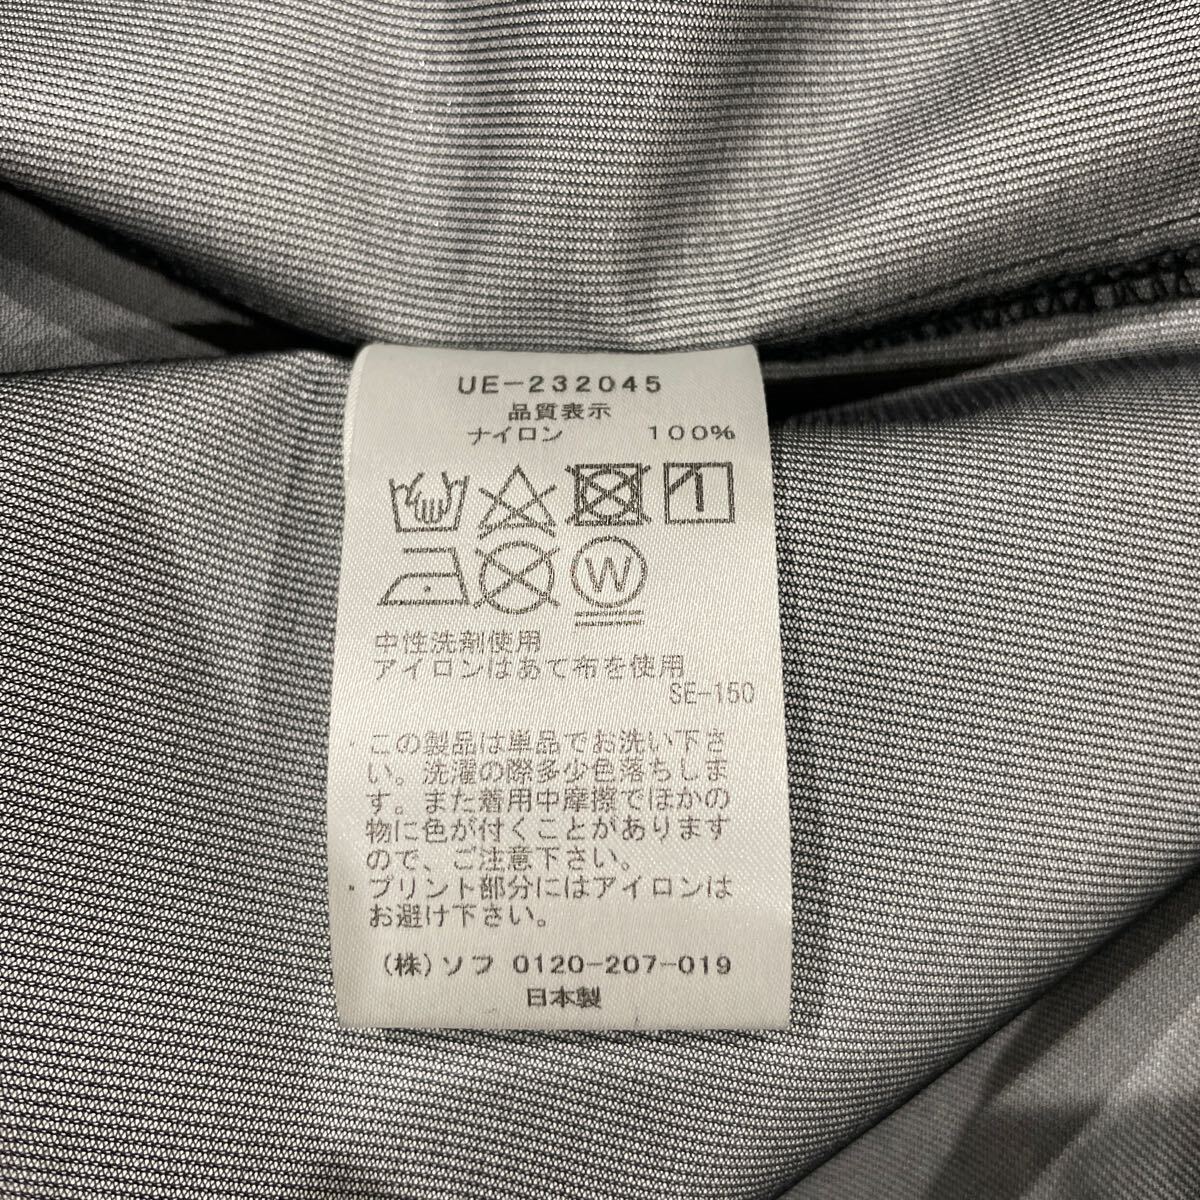 UE-232045
品質表示
ナイロン 100%
W
中性洗剤使用
アイロンはあて布を使用
SE-150
・この製品は単品でお洗い下さ
い。洗濯の際多少色落ちしま
す。また着用中摩擦でほかの
物に色が付くことがあります
ので、ご注意下さい。
・プリント部分にはアイロンは
お避け下さい。
(株)ソフ 0120-207-019
日本製